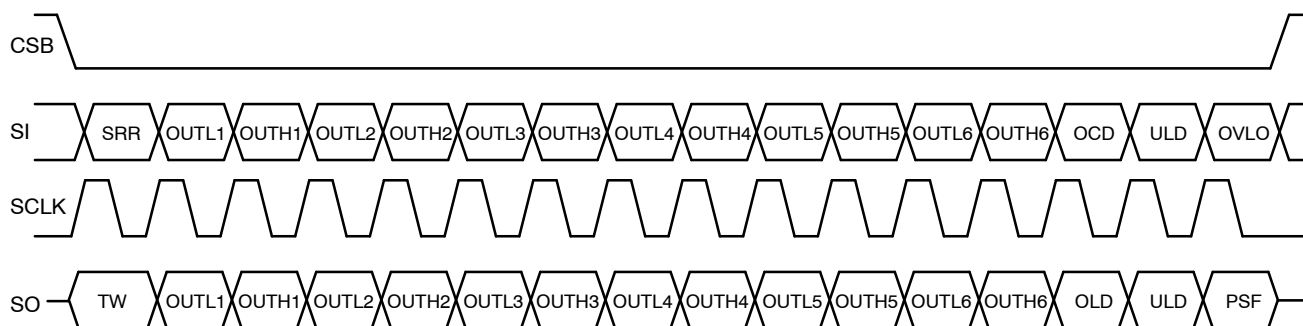 CSB
SI SRR OUTL1 OUTH1 OUTL2 OUTH2 OUTL3 OUTH3 OUTL4 OUTH4 OUTL5 OUTH5 OUTL6 OUTH6 OCD ULD OVLO
SCLK
SO TW OUTL1 OUTH1 OUTL2 OUTH2 OUTL3 OUTH3 OUTL4 OUTH4 OUTL5 OUTH5 OUTL6 OUTH6 OLD ULD PSF